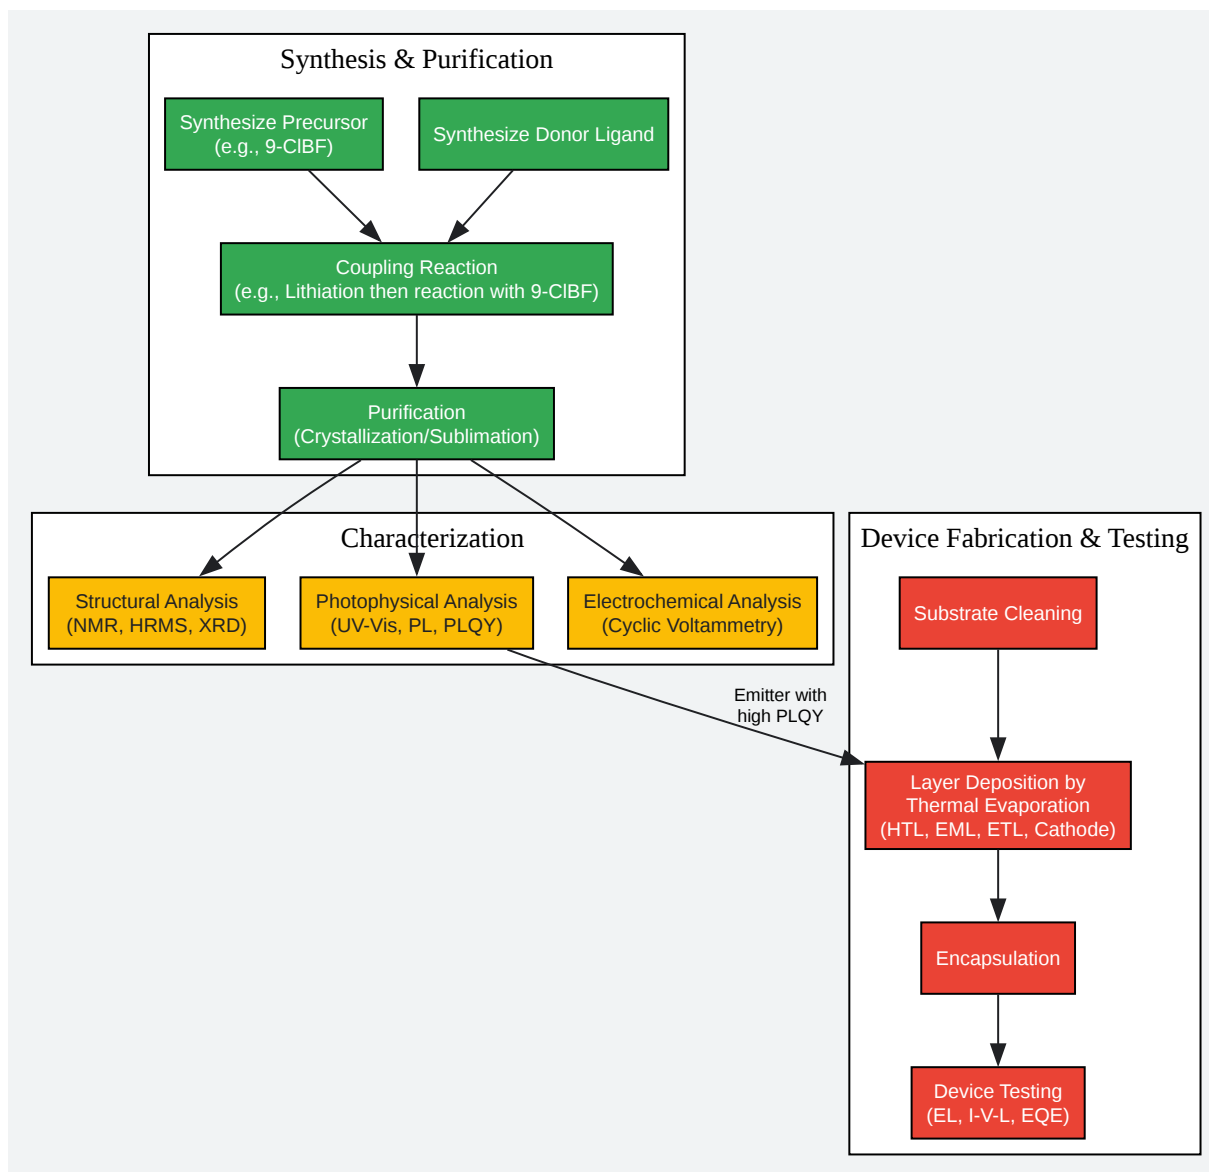 Synthesis & Purification
Synthesize Precursor
(e.g., 9-ClBF)
Synthesize Donor Ligand
Coupling Reaction
(e.g., Lithiation then reaction with 9-ClBF)
Purification
(Crystallization/Sublimation)
Characterization
Structural Analysis
(NMR, HRMS, XRD)
Photophysical Analysis
(UV-Vis, PL, PLQY)
Electrochemical Analysis
(Cyclic Voltammetry)
Emitter with
high PLQY
Device Fabrication & Testing
Substrate Cleaning
Layer Deposition by
Thermal Evaporation
(HTL, EML, ETL, Cathode)
Encapsulation
Device Testing
(EL, I-V-L, EQE)